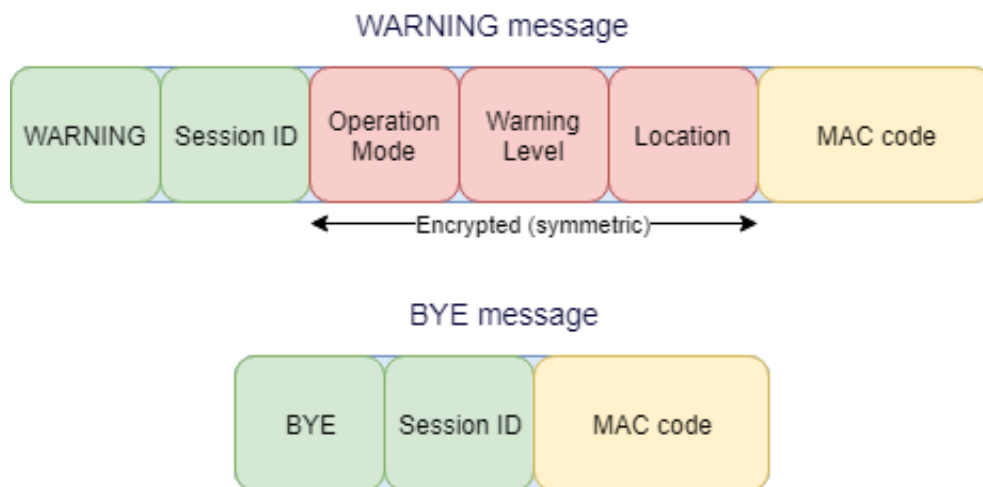 WARNING message
WARNING
Session ID
Operation
Mode
Warning
Level
Location
MAC code
Encrypted (symmetric)
BYE message
BYE
Session ID
MAC code